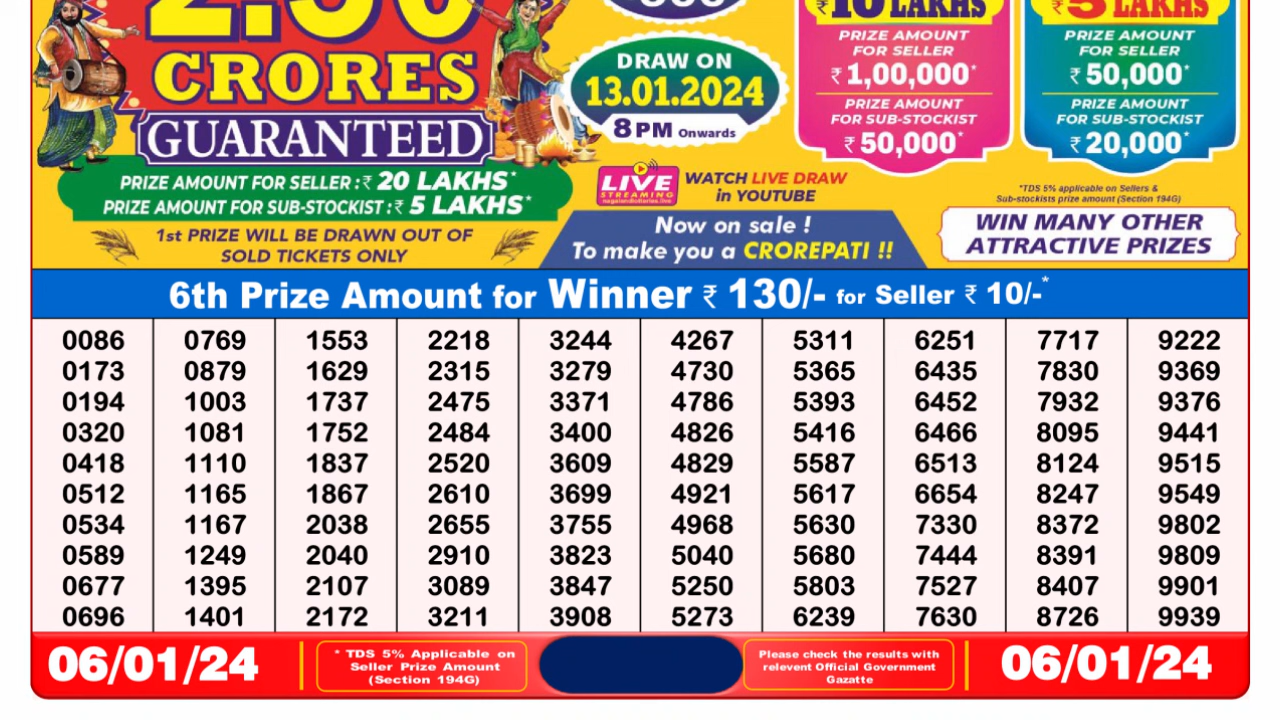 2.50
CRORES
GUARANTEED
PRIZE AMOUNT FOR SELLER :₹ 20 LAKHS*
PRIZE AMOUNT FOR SUB-STOCKIST :₹ 5 LAKHS*
1st PRIZE WILL BE DRAWN OUT OF
SOLD TICKETS ONLY
DRAW ON
13.01.2024
8PM Onwards
LIVE
STREAMING
nagalandlotteries.live
WATCH LIVE DRAW
in YOUTUBE
Now on sale !
To make you a CROREPATI !!
₹10 LAKHS
PRIZE AMOUNT
FOR SELLER
₹ 1,00,000*
PRIZE AMOUNT
FOR SUB-STOCKIST
₹ 50,000*
₹5 LAKHS
PRIZE AMOUNT
FOR SELLER
₹ 50,000*
PRIZE AMOUNT
FOR SUB-STOCKIST
₹ 20,000*
*TDS 5% applicable on Sellers &
Sub-stockists prize amount (Section 194G)
WIN MANY OTHER
ATTRACTIVE PRIZES
6th Prize Amount for Winner ₹ 130/- for Seller ₹ 10/-*
0086 0769 1553 2218 3244 4267 5311 6251 7717 9222
0173 0879 1629 2315 3279 4730 5365 6435 7830 9369
0194 1003 1737 2475 3371 4786 5393 6452 7932 9376
0320 1081 1752 2484 3400 4826 5416 6466 8095 9441
0418 1110 1837 2520 3609 4829 5587 6513 8124 9515
0512 1165 1867 2610 3699 4921 5617 6654 8247 9549
0534 1167 2038 2655 3755 4968 5630 7330 8372 9802
0589 1249 2040 2910 3823 5040 5680 7444 8391 9809
0677 1395 2107 3089 3847 5250 5803 7527 8407 9901
0696 1401 2172 3211 3908 5273 6239 7630 8726 9939
06/01/24
* TDS 5% Applicable on
Seller Prize Amount
(Section 194G)
Please check the results with
relevent Official Government
Gazatte
06/01/24